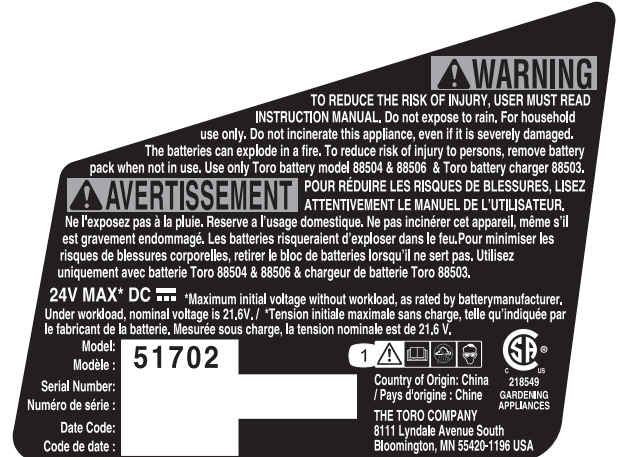 WARNING
TO REDUCE THE RISK OF INJURY, USER MUST READ
INSTRUCTION MANUAL. Do not expose to rain. For household
use only. Do not incinerate this appliance, even if it is severely damaged.
The batteries can explode in a fire. To reduce risk of injury to persons, remove battery
pack when not in use. Use only Toro battery model 88504 & 88506 & Toro battery charger 88503.
AVERTISSEMENT POUR RÉDUIRE LES RISQUES DE BLESSURES, LISEZ
ATTENTIVEMENT LE MANUEL DE L'UTILISATEUR.
Ne l'exposez pas à la pluie. Reserve a l'usage domestique. Ne pas incinérer cet appareil, même s'il
est gravement endommagé. Les batteries risqueraient d'exploser dans le feu.Pour minimiser les
risques de blessures corporelles, retirer le bloc de batteries lorsqu'il ne sert pas. Utilisez
uniquement avec batterie Toro 88504 & 88506 & chargeur de batterie Toro 88503.
24V MAX* DC *Maximum initial voltage without workload, as rated by batterymanufacturer.
Under workload, nominal voltage is 21.6V. / *Tension initiale maximale sans charge, telle qu'indiquée par
le fabricant de la batterie. Mesurée sous charge, la tension nominale est de 21,6 V.
Model:
Modèle :
51702
Serial Number:
Numéro de série :
Date Code:
Code de date :
1
Country of Origin: China
/ Pays d'origine : Chine
THE TORO COMPANY
8111 Lyndale Avenue South
Bloomington, MN 55420-1196 USA
SA ®
C US
218549
GARDENING
APPLIANCES